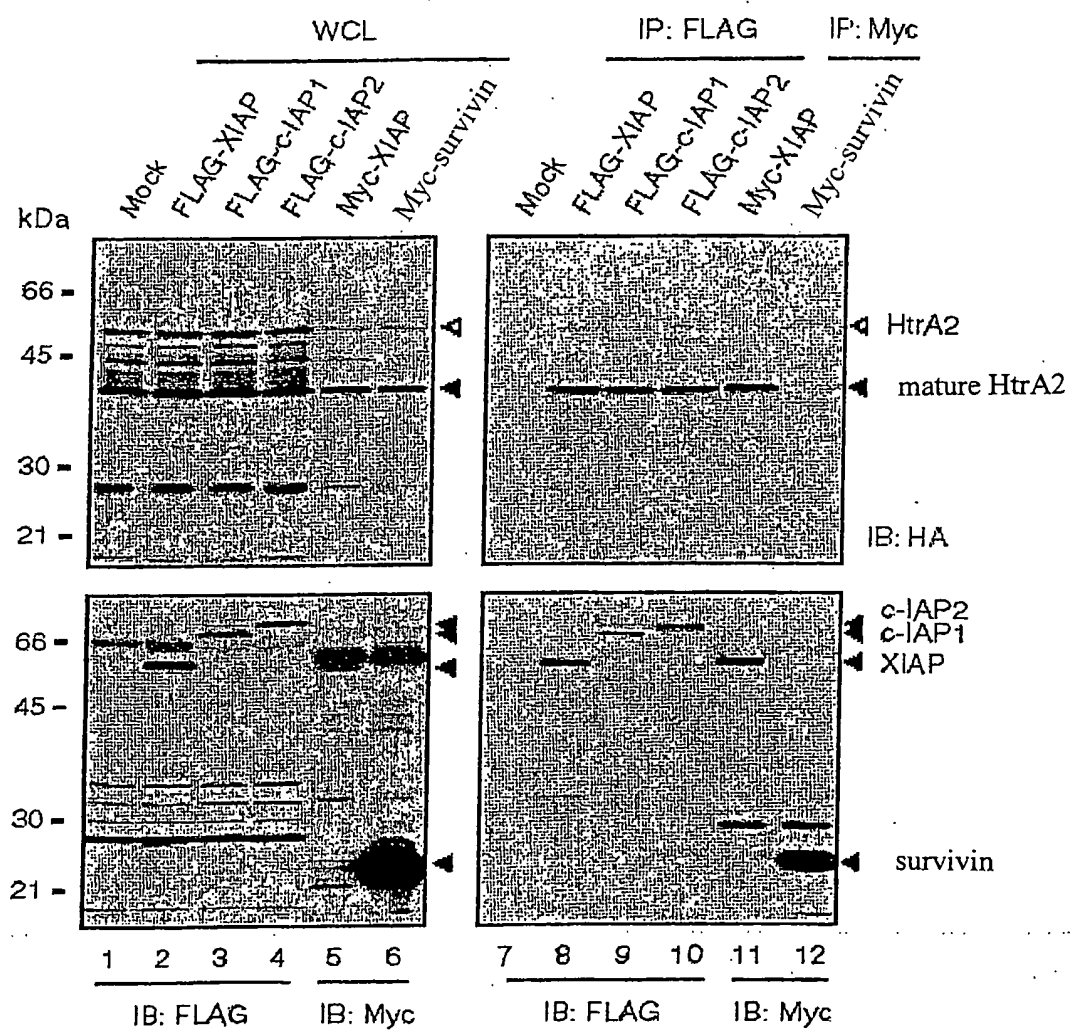 WCL
IP: FLAG
IP: Myc
Mock
FLAG-XIAP
FLAG-c-IAP1
FLAG-c-IAP2
Myc-XIAP
Myc-survivin
Mock
FLAG-XIAP
FLAG-c-IAP1
FLAG-c-IAP2
Myc-XIAP
Myc-survivin
kDa
66
45
30
21
HtrA2
mature HtrA2
IB: HA
66
45
30
21
c-IAP2
c-IAP1
XIAP
survivin
1 2 3 4 5 6 7 8 9 10 11 12
IB: FLAG IB: Myc IB: FLAG IB: Myc